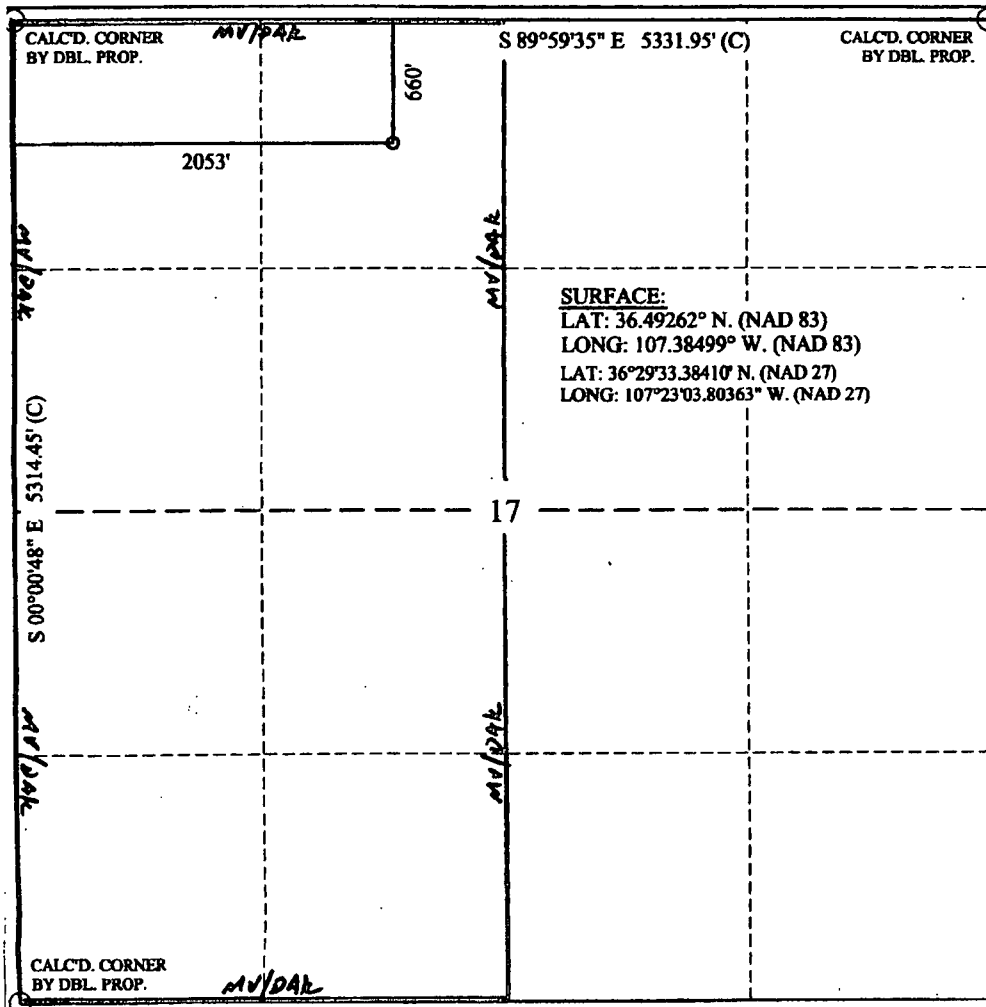 CALC'D. CORNER
BY DBL. PROP.
MV/DAK
S 89°59'35" E 5331.95' (C)
CALC'D. CORNER
BY DBL. PROP.
660'
2053'
MV/DAK
MV/DAK
SURFACE:
LAT: 36.49262° N. (NAD 83)
LONG: 107.38499° W. (NAD 83)
LAT: 36°29'33.38410" N. (NAD 27)
LONG: 107°23'03.80363" W. (NAD 27)
S 00°00'48" E 5314.45' (C)
17
MV/DAK
MV/DAK
CALC'D. CORNER
BY DBL. PROP.
MV/DAK